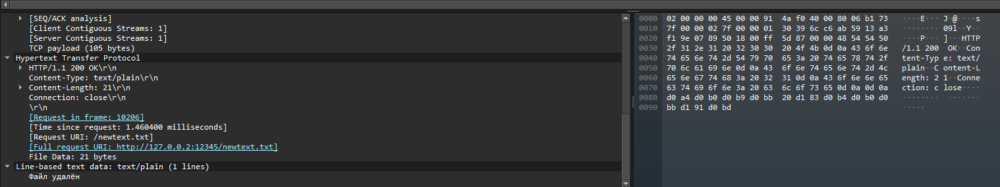 [SEQ/ACK analysis]
[Client Contiguous Streams: 1]
[Server Contiguous Streams: 1]
TCP payload (105 bytes)
Hypertext Transfer Protocol
HTTP/1.1 200 OK\r\n
Content-Type: text/plain\r\n
Content-Length: 21\r\n
Connection: close\r\n
\r\n
[Request in frame: 10206]
[Time since request: 1.460400 milliseconds]
[Request URI: /newtext.txt]
[Full request URI: http://127.0.0.2:12345/newtext.txt]
File Data: 21 bytes
Line-based text data: text/plain (1 lines)
Файл удалён
0000 02 00 00 00 45 00 00 91 4a f0 40 00 80 06 b1 73 ····E···J·@····s
0010 7f 00 00 02 7f 00 00 01 30 39 6c c6 ab 59 13 a3 ········09l··Y··
0020 f1 9e 07 89 50 18 00 ff 5d 87 00 00 48 54 54 50 ····P···]···HTTP
0030 2f 31 2e 31 20 32 30 30 20 4f 4b 0d 0a 43 6f 6e /1.1 200 OK··Con
0040 74 65 6e 74 2d 54 79 70 65 3a 20 74 65 78 74 2f tent-Type: text/
0050 70 6c 61 69 6e 0d 0a 43 6f 6e 74 65 6e 74 2d 4c plain··Content-L
0060 65 6e 67 74 68 3a 20 32 31 0d 0a 43 6f 6e 6e 65 ength: 21··Conne
0070 63 74 69 6f 6e 3a 20 63 6c 6f 73 65 0d 0a 0d 0a ction: close····
0080 d0 a4 d0 b0 d0 b9 d0 bb 20 d1 83 d0 b4 d0 b0 d0 ········ ·······
0090 bb d1 91 d0 bd ·····